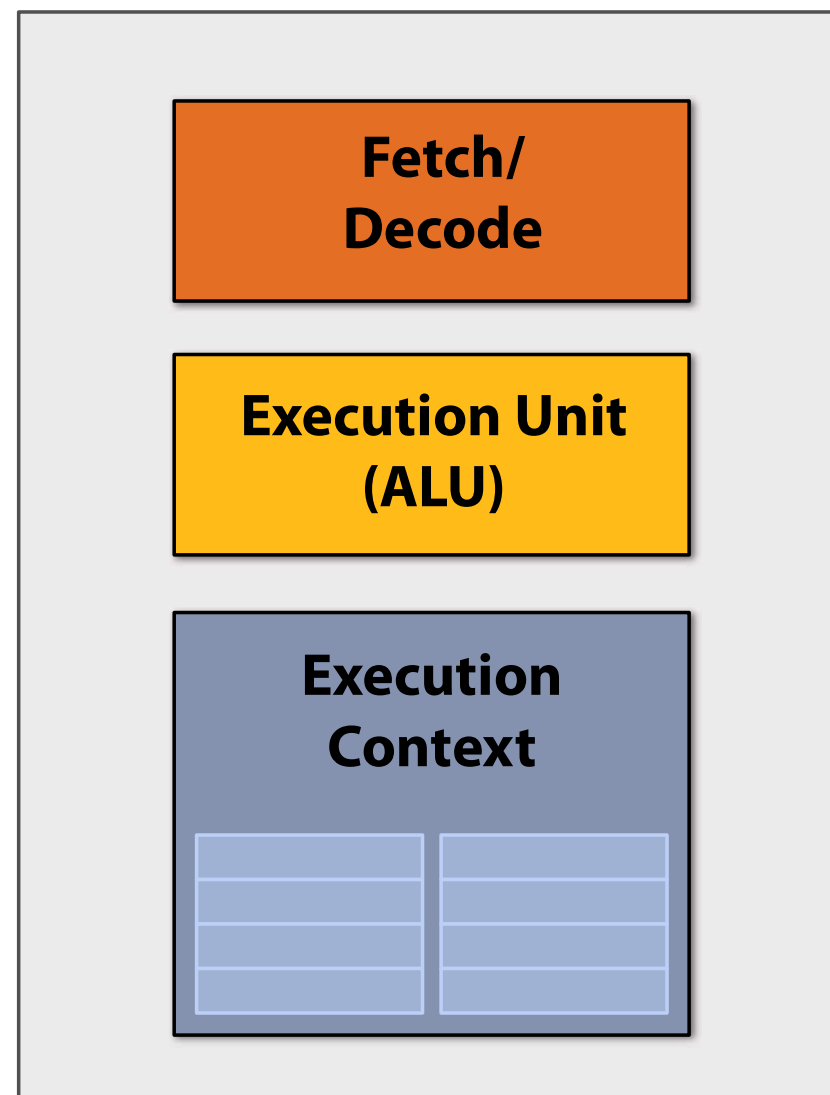 Fetch/
Decode
Execution Unit
(ALU)
Execution
Context